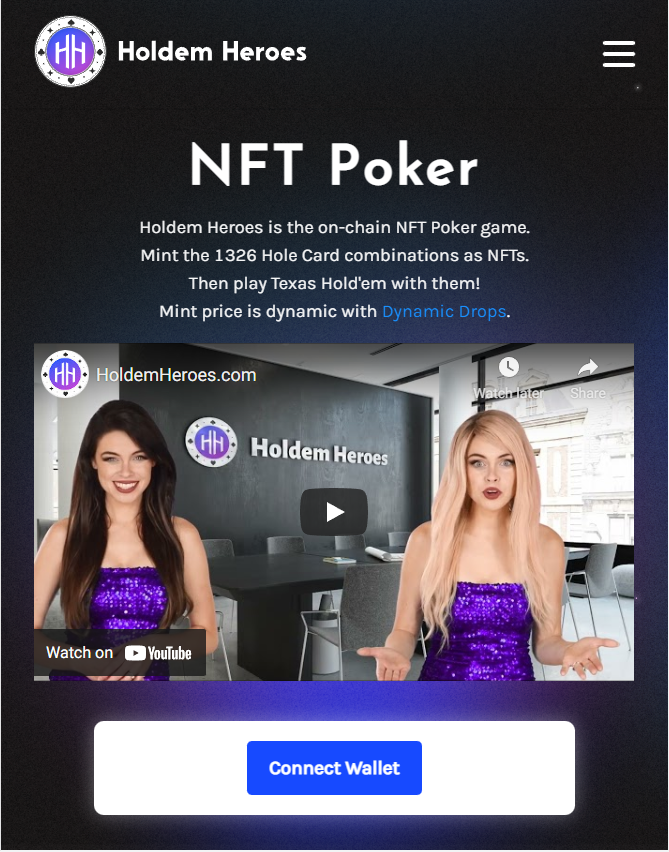 HH
Holdem Heroes
NFT Poker
Holdem Heroes is the on-chain NFT Poker game.
Mint the 1326 Hole Card combinations as NFTs.
Then play Texas Hold'em with them!
Mint price is dynamic with Dynamic Drops.
HH
HoldemHeroes.com
Watch later
Share
HH
Holdem Heroes
Watch on
YouTube
Connect Wallet